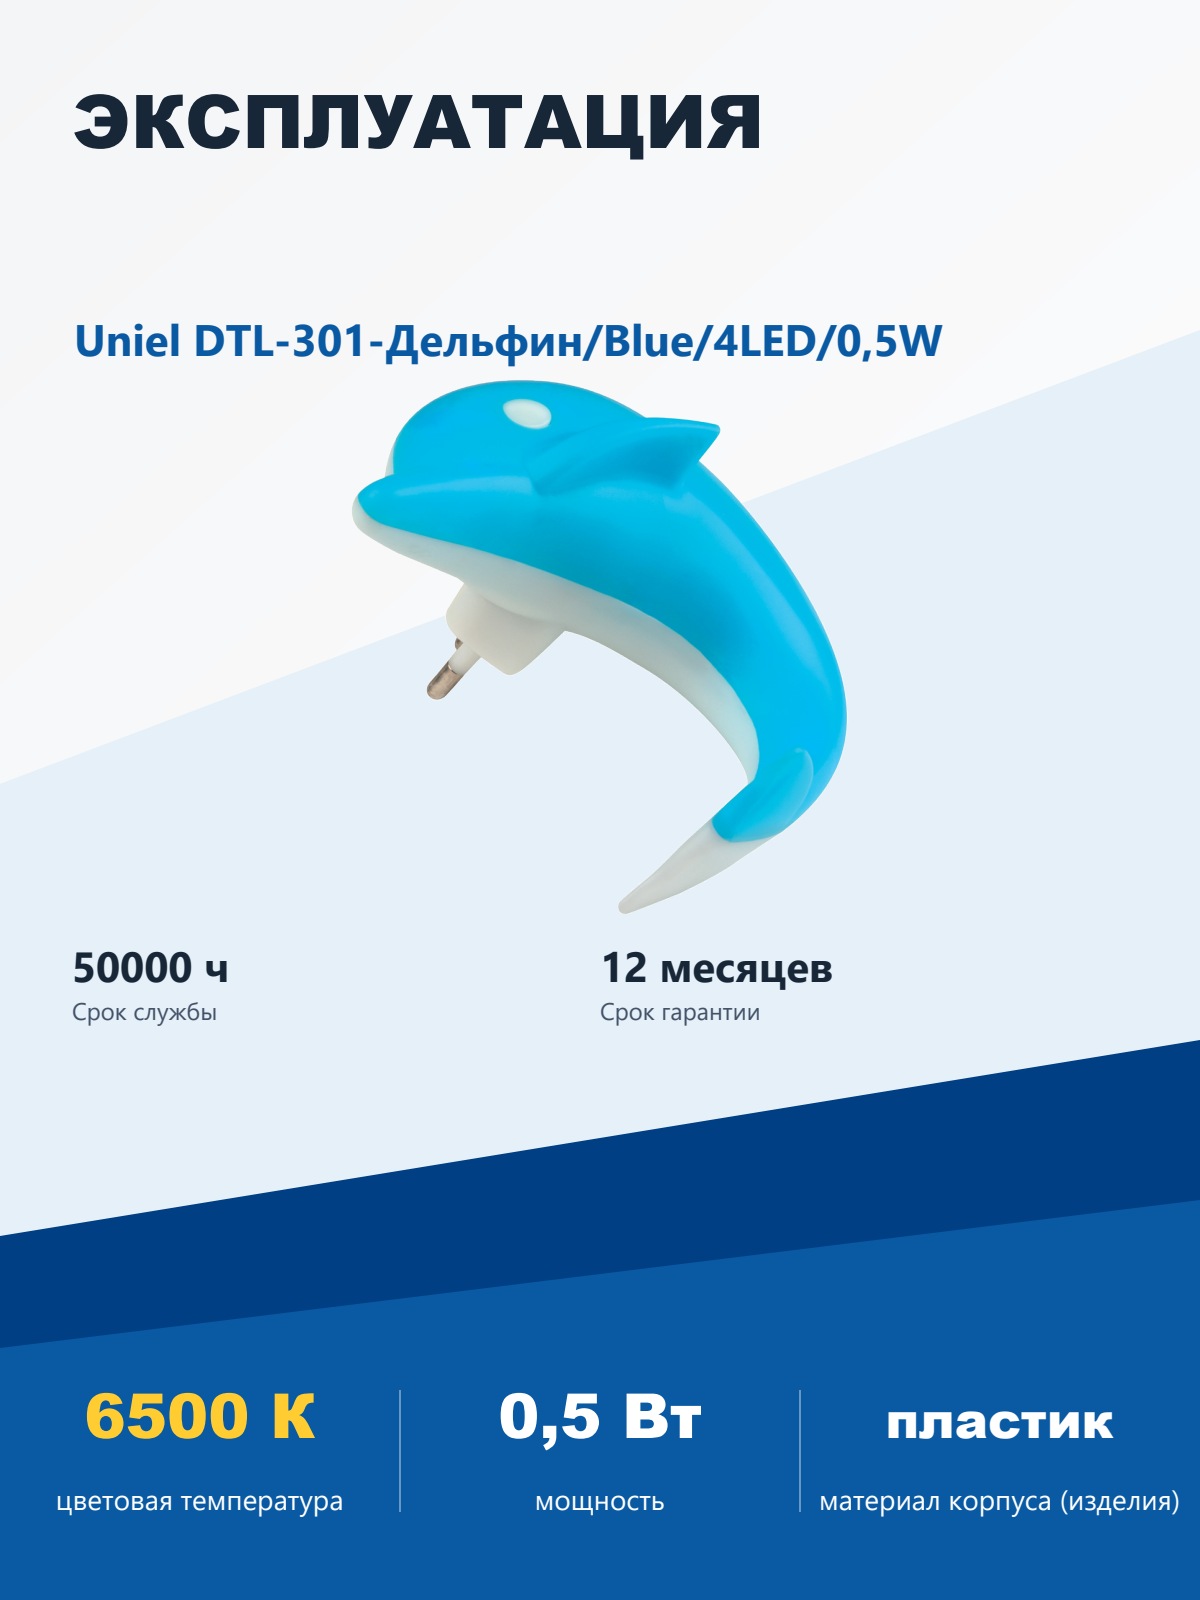 ЭКСПЛУАТАЦИЯ
Uniel DTL-301-Дельфин/Blue/4LED/0,5W
50000 ч
Срок службы
12 месяцев
Срок гарантии
6500 К
цветовая температура
0,5 Вт
мощность
пластик
материал корпуса (изделия)